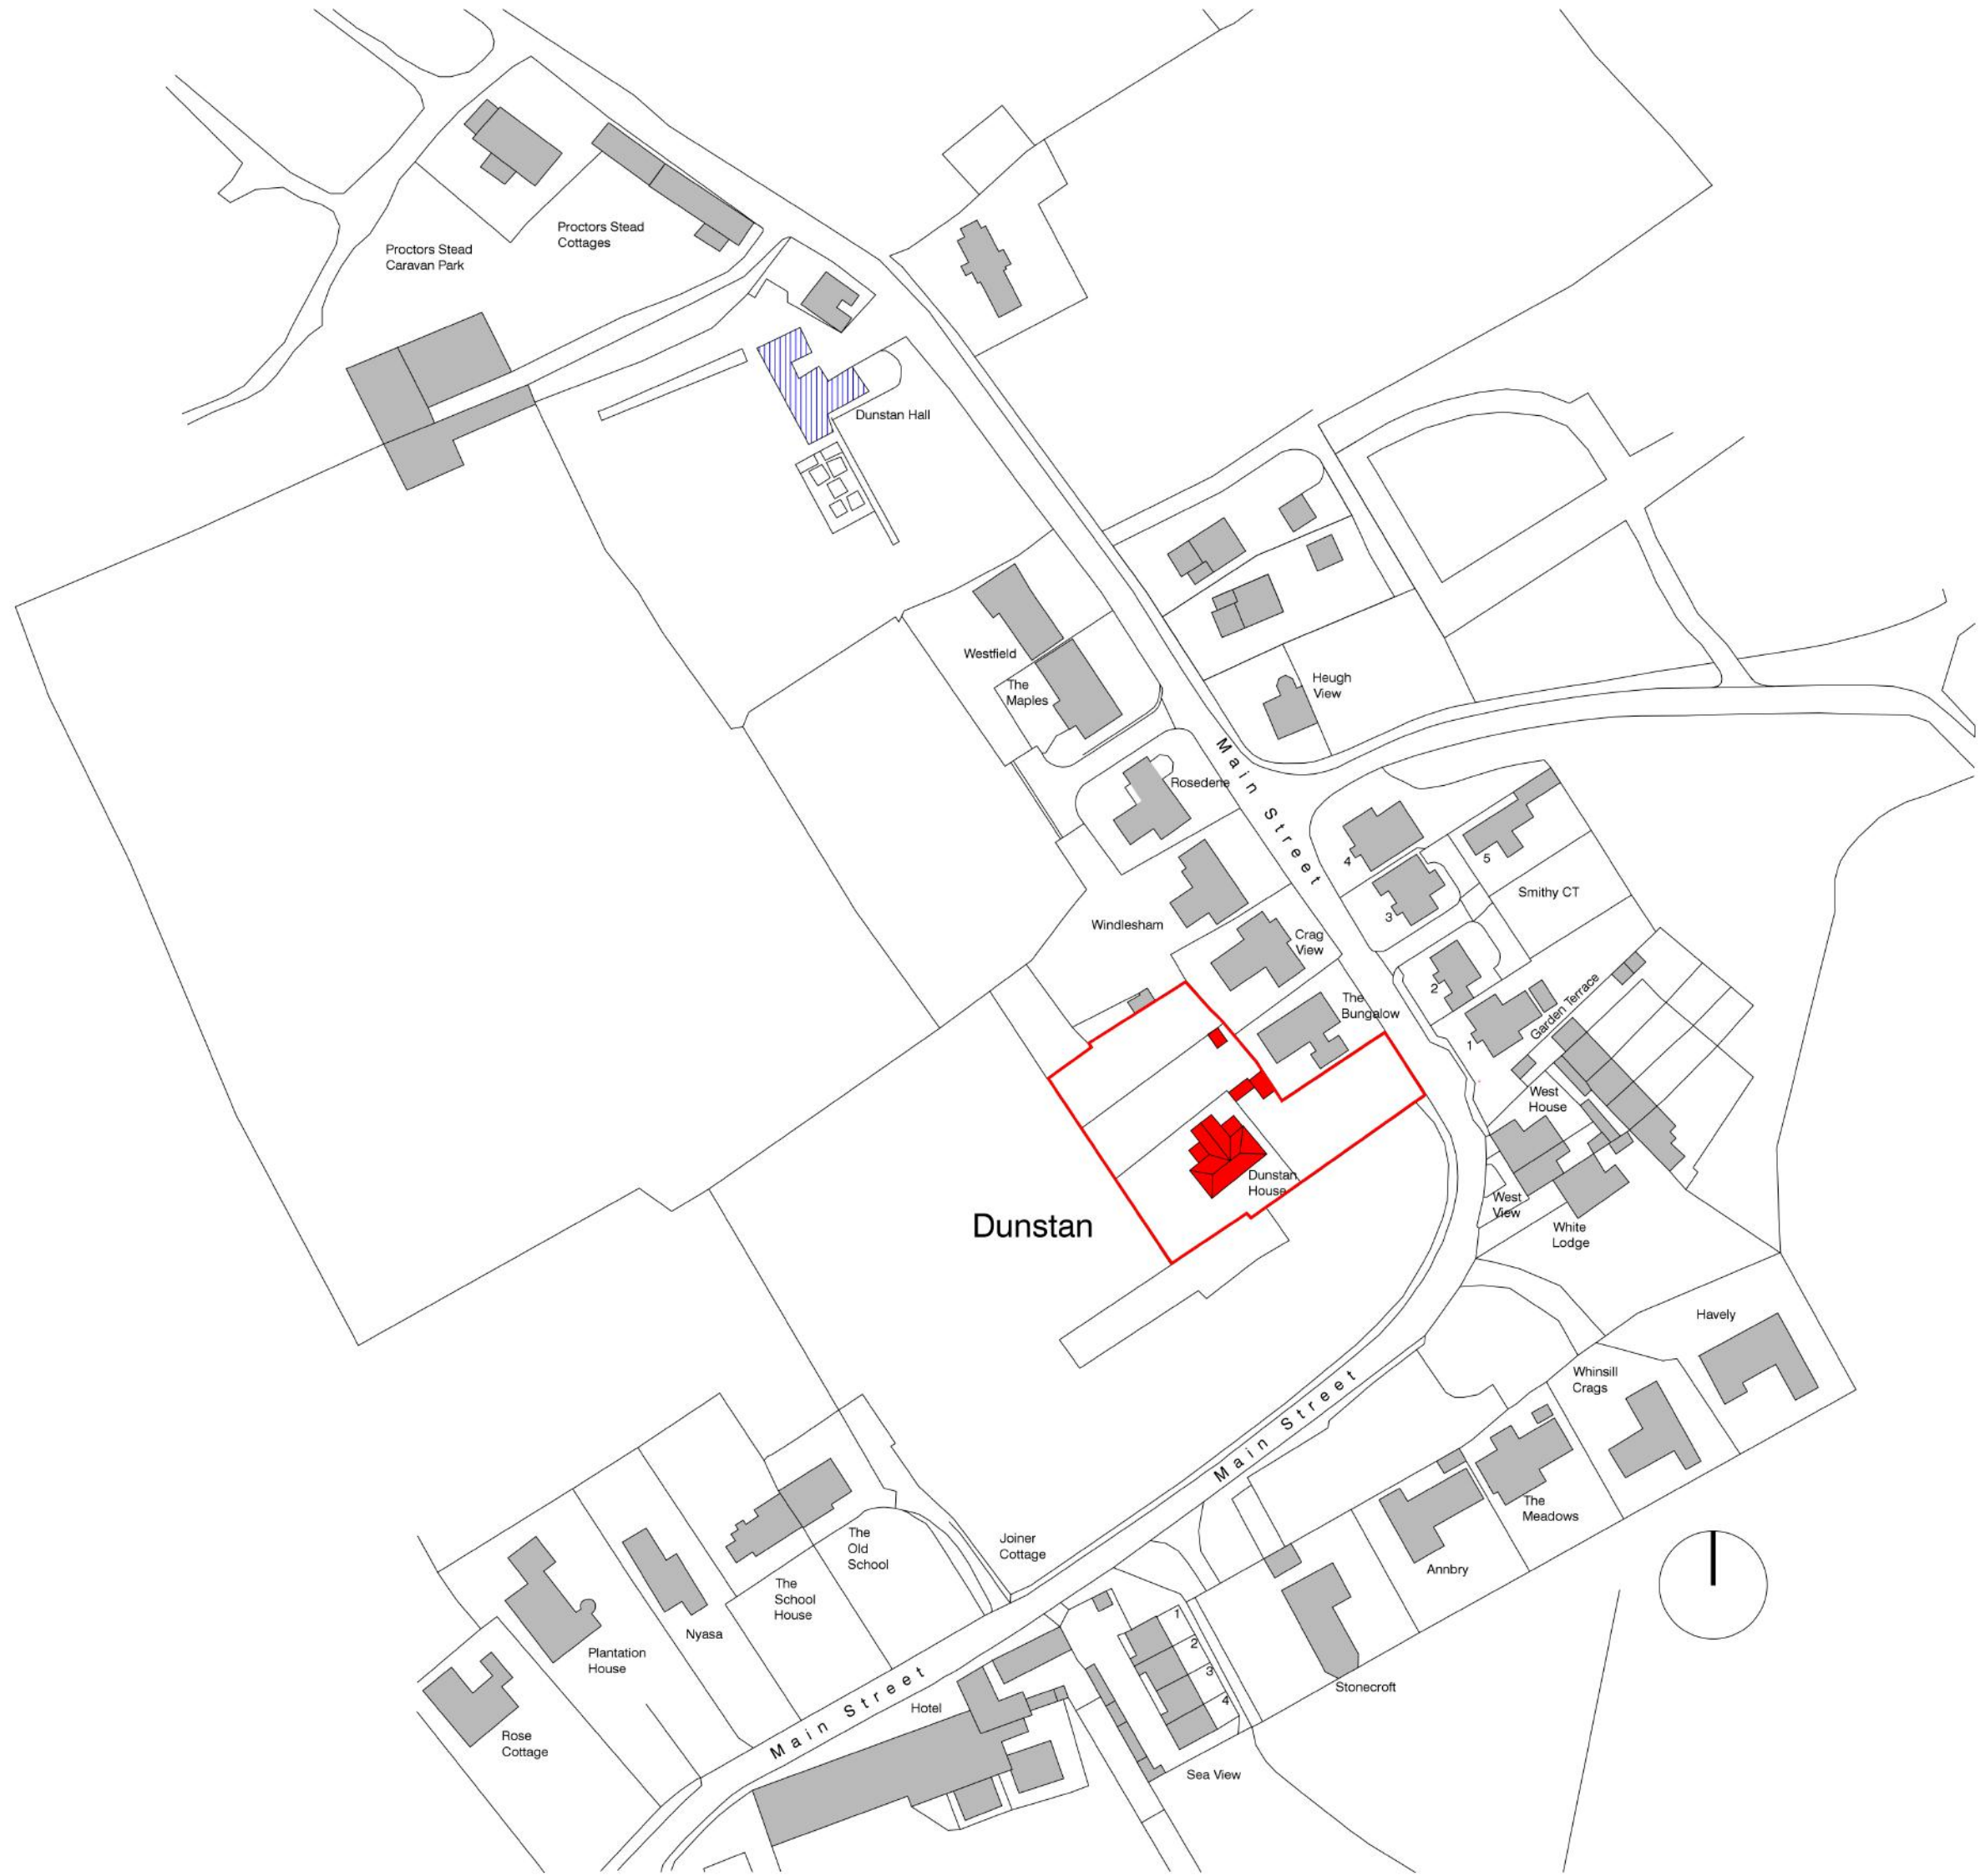 Proctors Stead
Cottages
Proctors Stead
Caravan Park
Dunstan Hall
Westfield
The
Maples
Heugh
View
Main Street
Rosedene
4
5
3
Smithy CT
Windlesham
Crag
View
2
The
Bungalow
Garden Terrace
1
West
House
Dunstan
House
West
View
Dunstan
White
Lodge
Havely
Whinsill
Crags
Main Street
The
Meadows
Annbry
Joiner
Cottage
The
Old
School
The
School
House
Nyasa
Plantation
House
1
2
3
4
Stonecroft
Main Street
Hotel
Rose
Cottage
Sea View